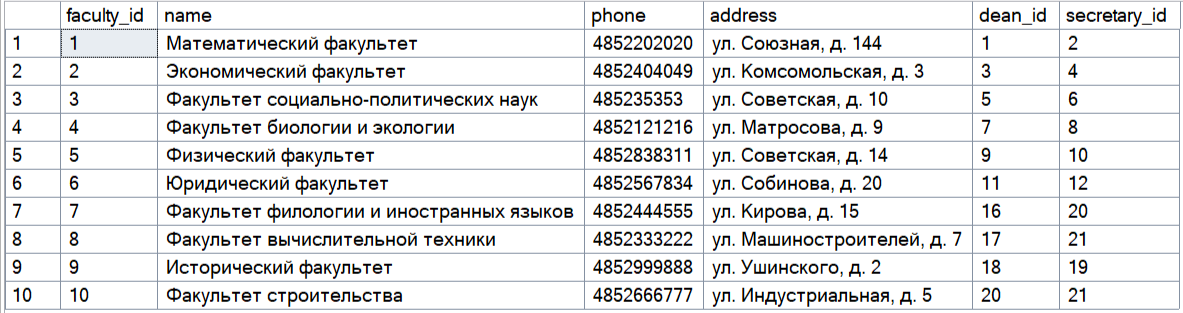 faculty_id name phone address dean_id secretary_id
1 1 Математический факультет 4852202020 ул. Союзная, д. 144 1 2
2 2 Экономический факультет 4852404049 ул. Комсомольская, д. 3 3 4
3 3 Факультет социально-политических наук 485235353 ул. Советская, д. 10 5 6
4 4 Факультет биологии и экологии 4852121216 ул. Матросова, д. 9 7 8
5 5 Физический факультет 4852838311 ул. Советская, д. 14 9 10
6 6 Юридический факультет 4852567834 ул. Собинова, д. 20 11 12
7 7 Факультет филологии и иностранных языков 4852444555 ул. Кирова, д. 15 16 20
8 8 Факультет вычислительной техники 4852333222 ул. Машиностроителей, д. 7 17 21
9 9 Исторический факультет 4852999888 ул. Ушинского, д. 2 18 19
10 10 Факультет строительства 4852666777 ул. Индустриальная, д. 5 20 21